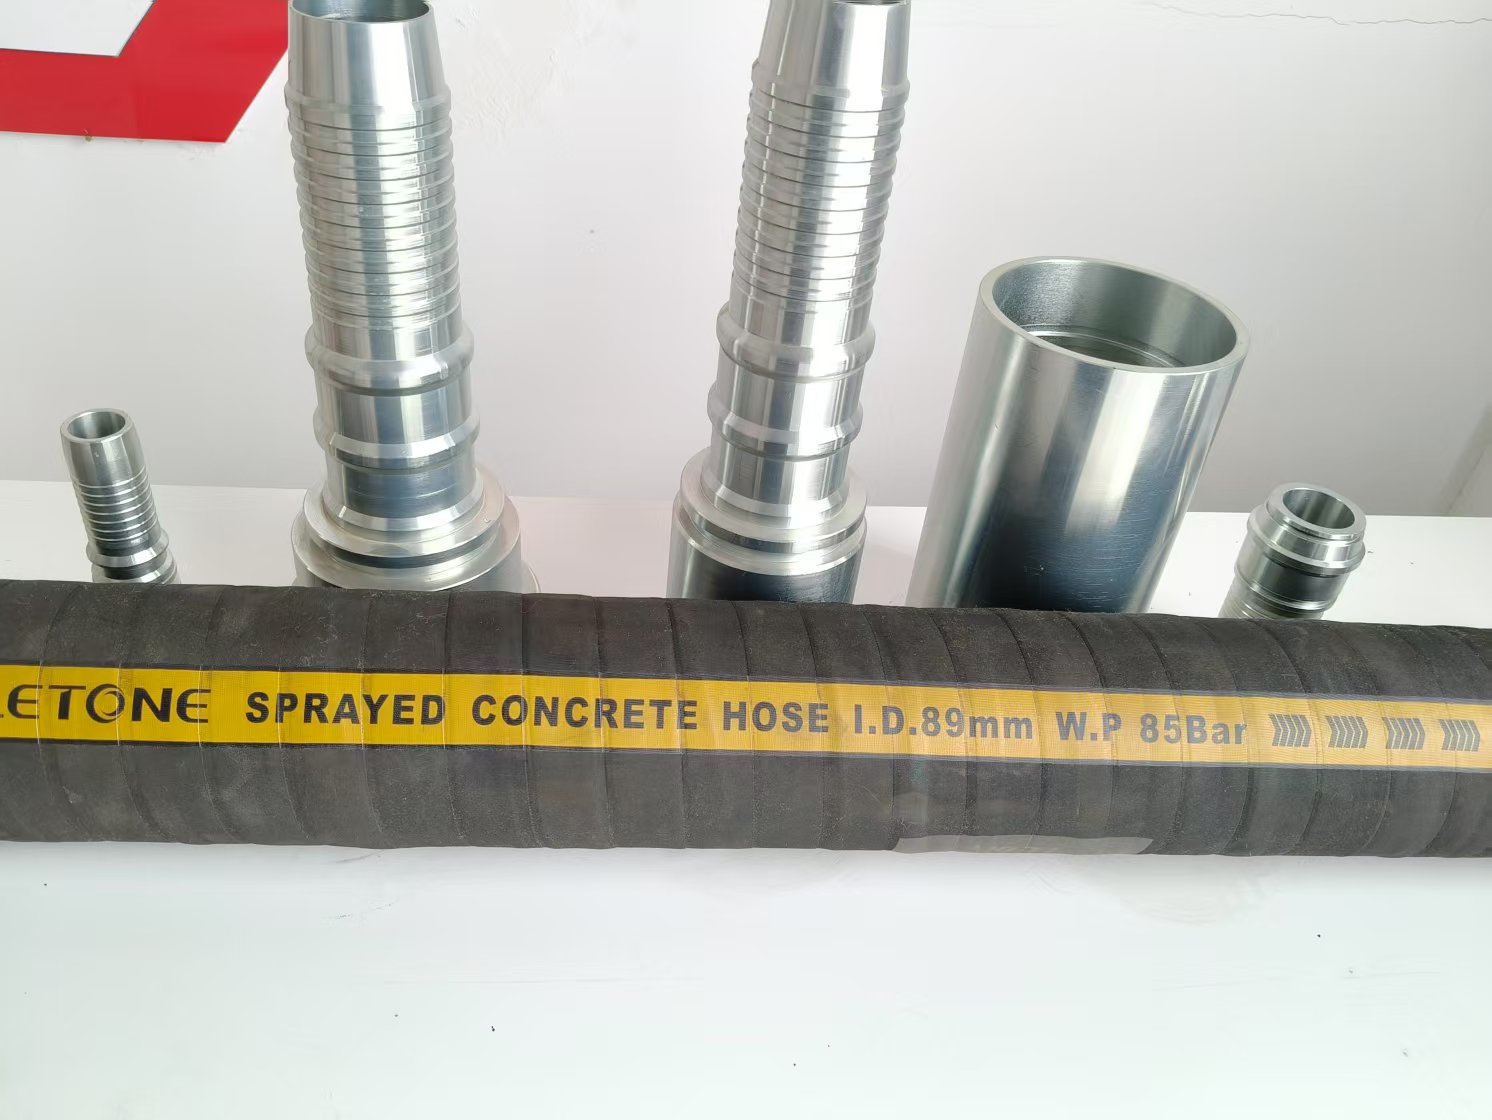 LETONE SPRAYED CONCRETE HOSE I.D.89mm W.P 85Bar